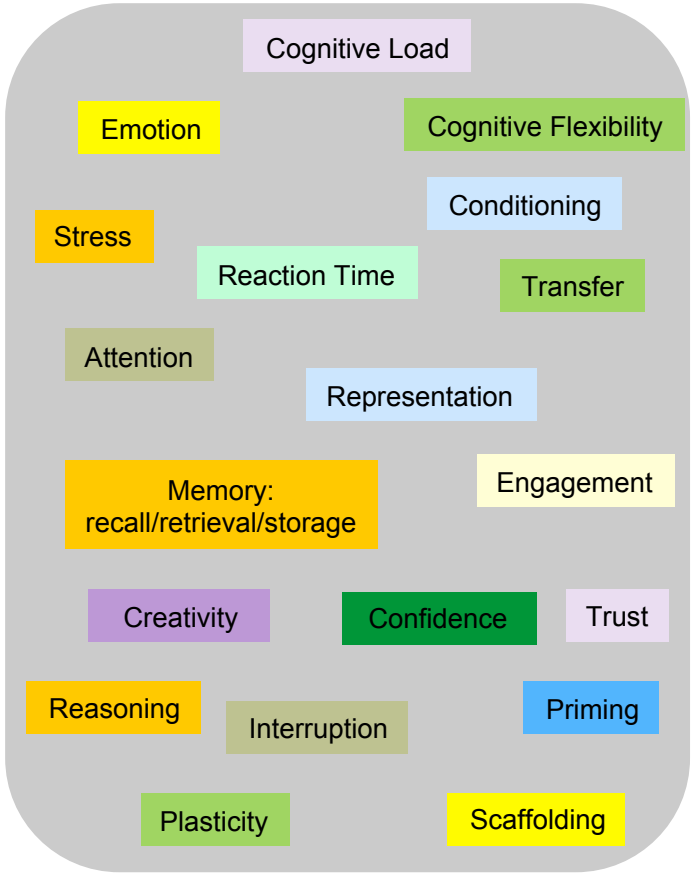 Cognitive Load
Emotion
Cognitive Flexibility
Conditioning
Stress
Reaction Time
Transfer
Attention
Representation
Memory:
recall/retrieval/storage
Engagement
Creativity
Confidence
Trust
Reasoning
Interruption
Priming
Plasticity
Scaffolding